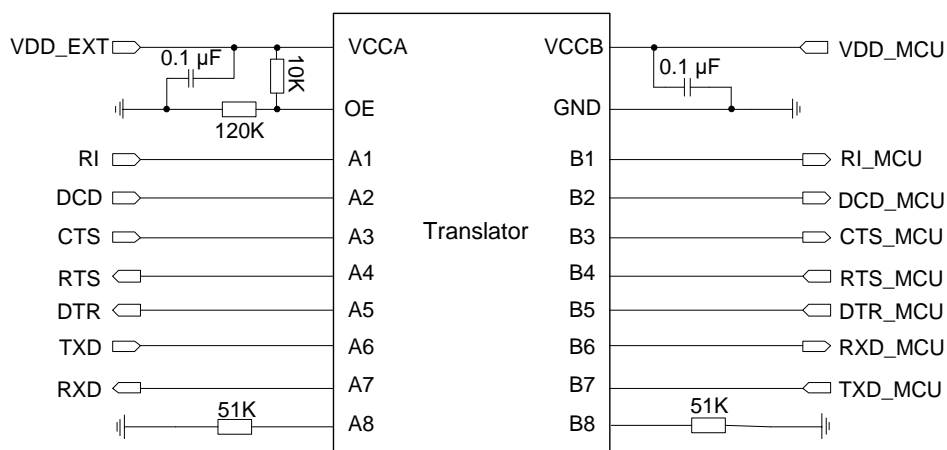 VDD_EXT VCCA VCCB VDD_MCU
0.1 µF 10K 0.1 µF
OE GND
120K
RI A1 B1 RI_MCU
DCD A2 B2 DCD_MCU
CTS A3 Translator B3 CTS_MCU
RTS A4 B4 RTS_MCU
DTR A5 B5 DTR_MCU
TXD A6 B6 RXD_MCU
RXD A7 B7 TXD_MCU
51K A8 B8 51K